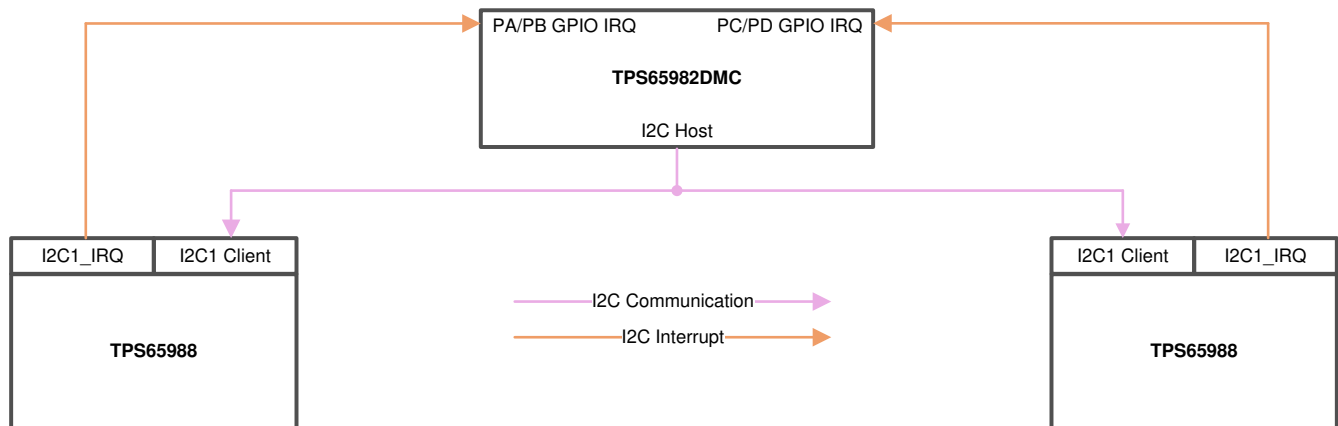 PA/PB GPIO IRQ PC/PD GPIO IRQ
TPS65982DMC
I2C Host
I2C1_IRQ I2C1 Client I2C1 Client I2C1_IRQ
I2C Communication
I2C Interrupt
TPS65988 TPS65988